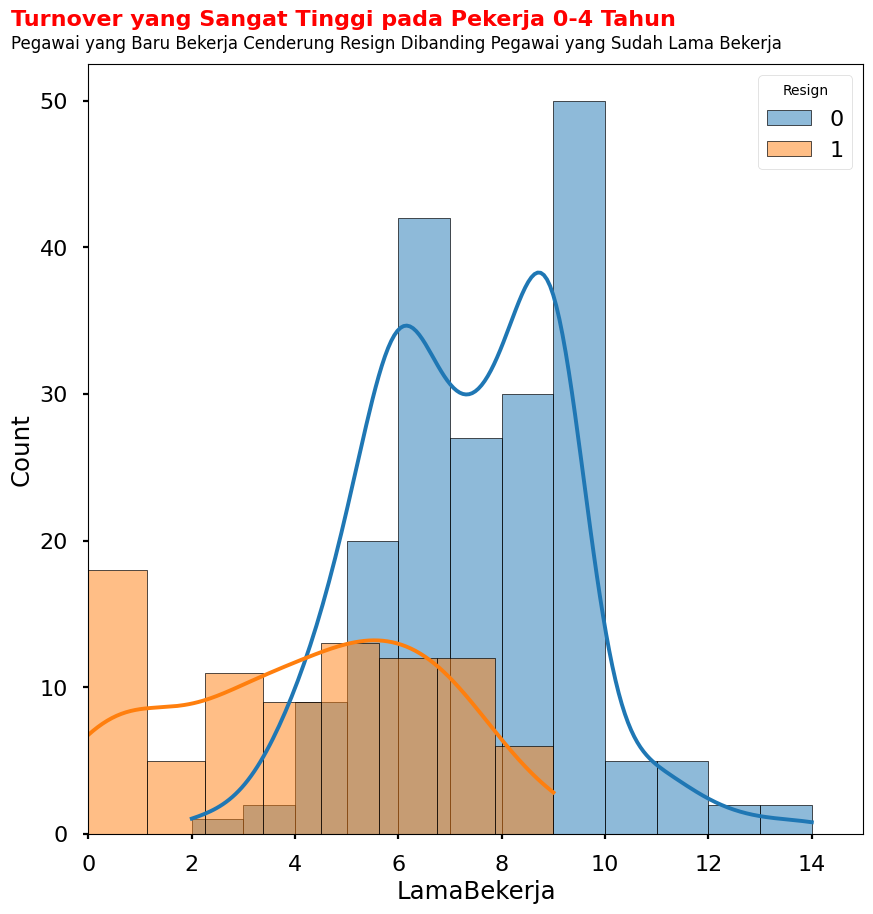 Turnover yang Sangat Tinggi pada Pekerja 0-4 Tahun
Pegawai yang Baru Bekerja Cenderung Resign Dibanding Pegawai yang Sudah Lama Bekerja
Resign
0
1
50
40
30
20
10
0
Count
0 2 4 6 8 10 12 14
LamaBekerja